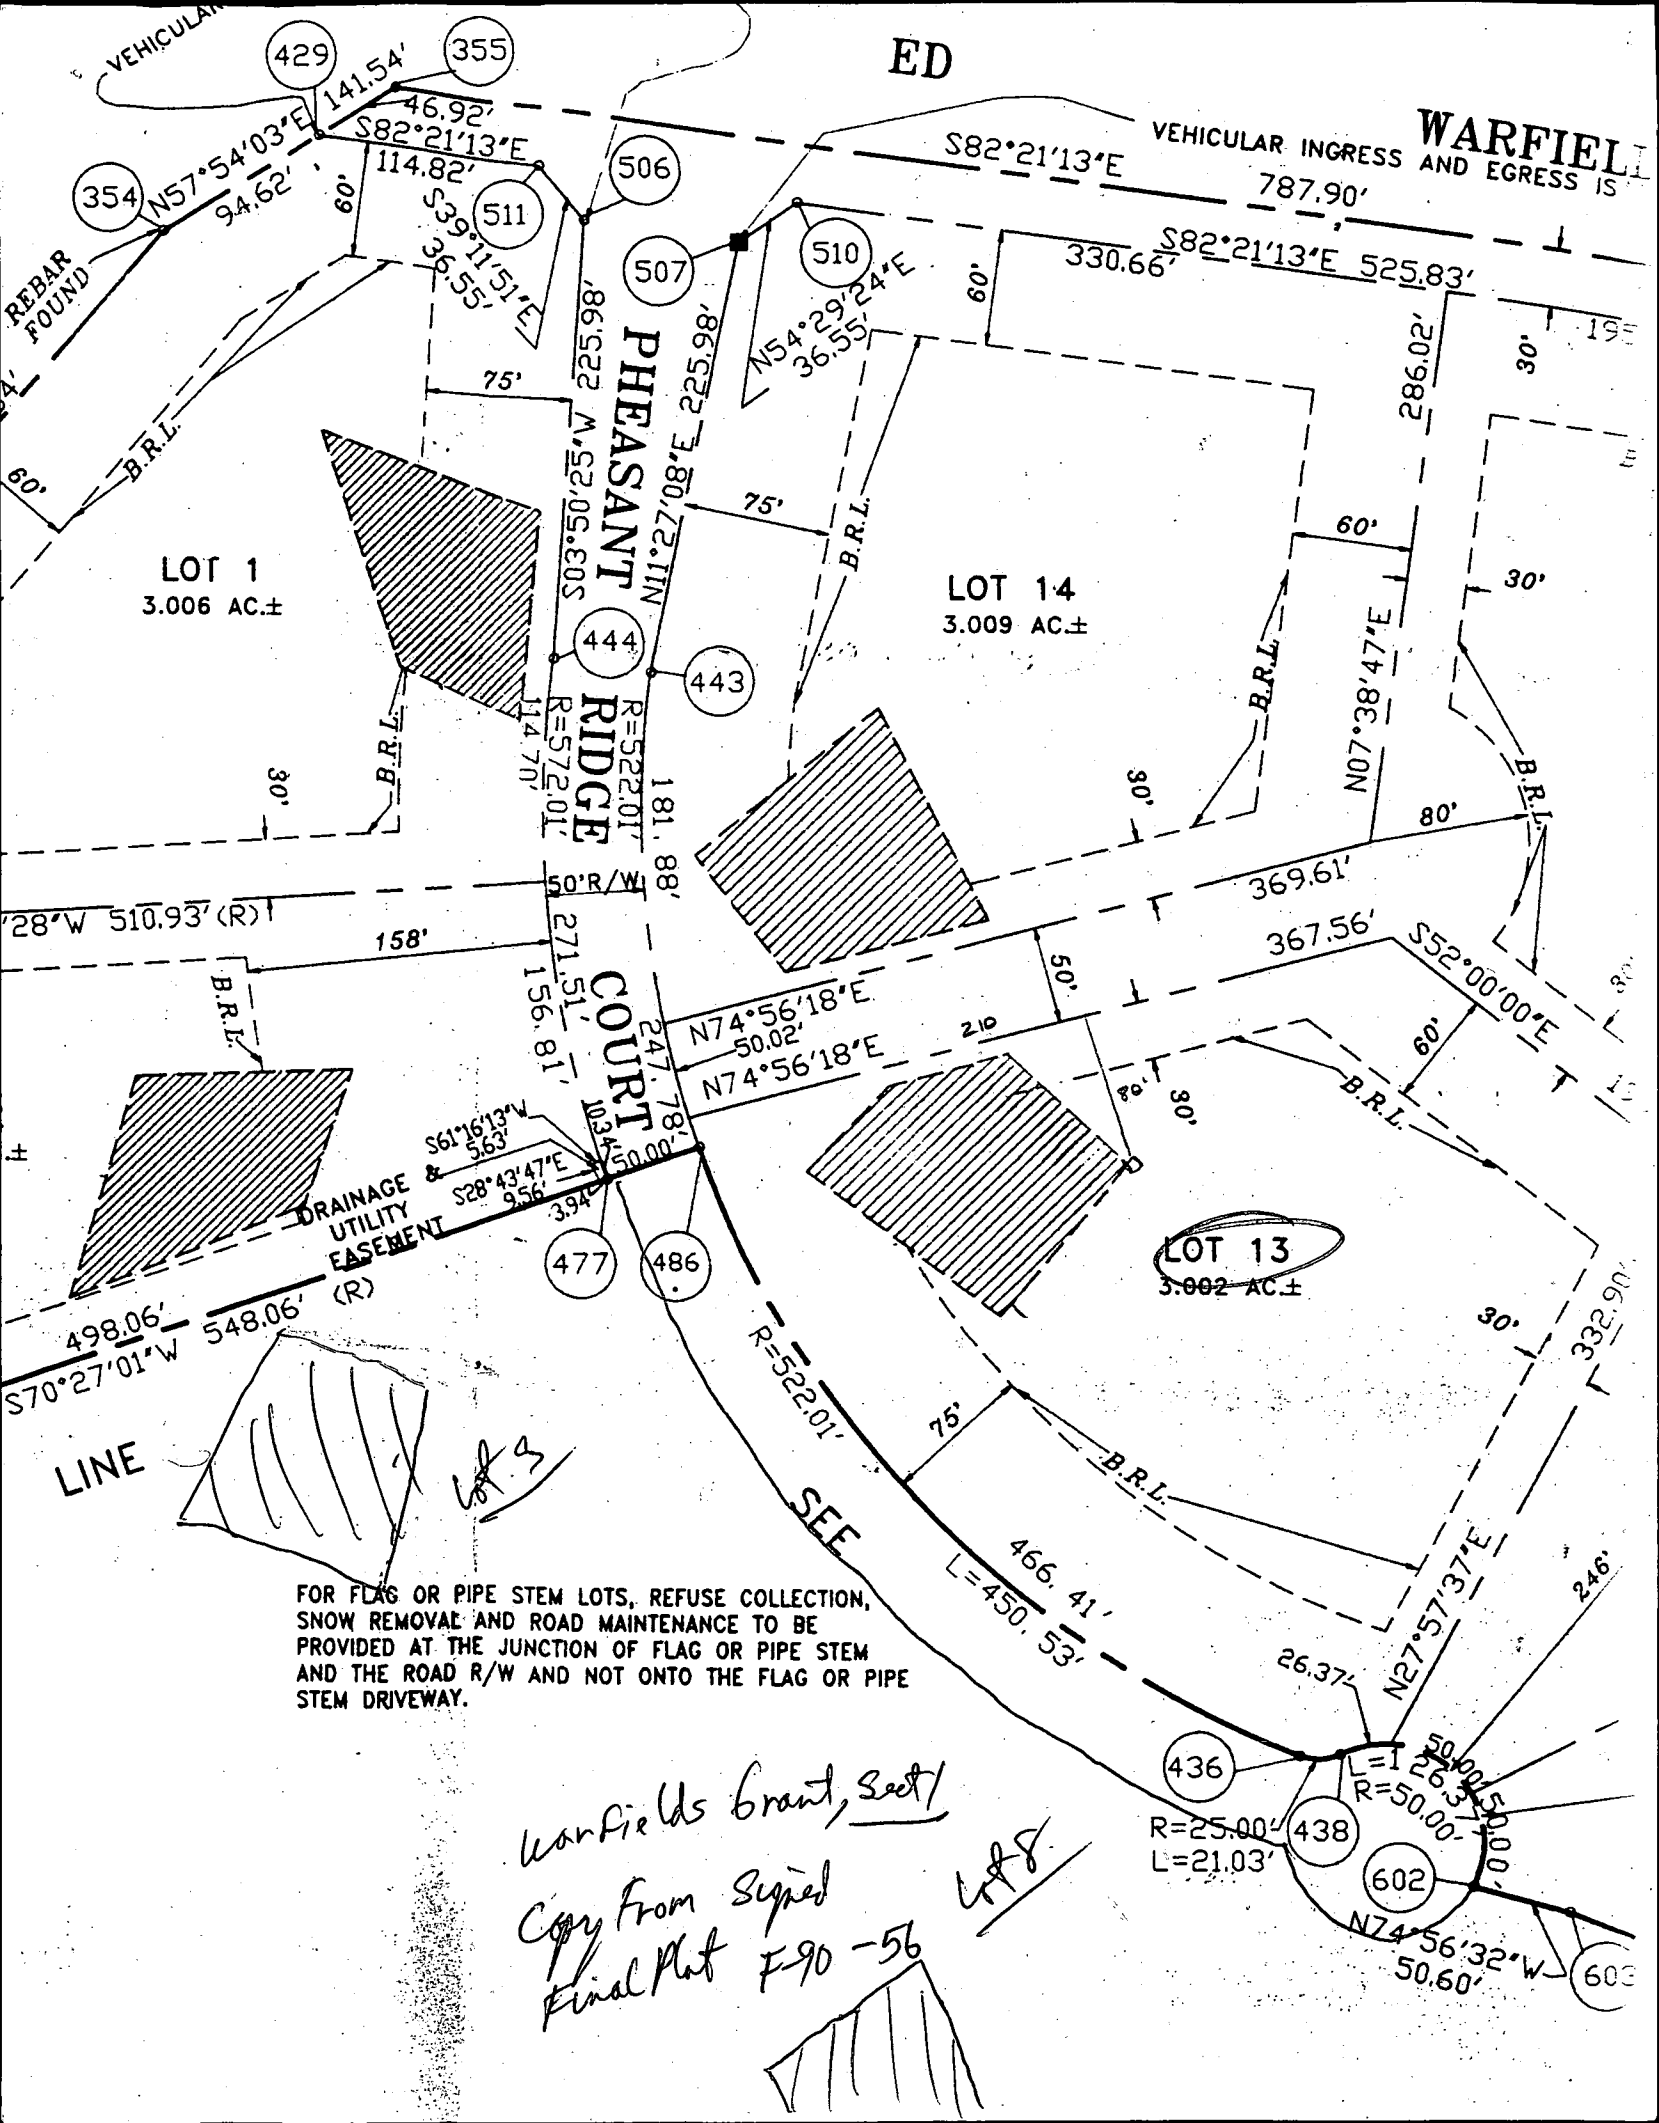 VEHICULAR
429
355
ED
141.54'
46.92'
N57°54'03"E
94.62'
S82°21'13"E
114.82'
60'
354
REBAR
FOUND
511
506
S39°11'51"E
36.55'
507
510
N54°29'24"E
36.55'
WARFIEL
VEHICULAR INGRESS AND EGRESS IS
S82°21'13"E
787.90'
S82°21'13"E 525.83'
330.66'
60'
286.02'
30'
195
75'
225.98'
S03°50'25"W
PHEASANT
225.98'
N11°27'08"E
75'
B.R.L.
B.R.L.
60'
LOT 1
3.006 AC.±
LOT 14
3.009 AC.±
60'
30'
444
443
B.R.L.
N07°38'47"E
B.R.L.
30'
B.R.L.
114.70'
R=572.01'
RIDGE
R=522.01'
181.88'
30'
80'
50'R/W
369.61'
'28"W 510.93'(R)
367.56'
S52°00'00"E
158'
271.51'
156.81'
COURT
247.78'
50'
B.R.L.
N74°56'18"E
50.02'
N74°56'18"E
210
60'
80'
30'
B.R.L.
S61°16'13"W
5.63'
10.34'
50.00'
DRAINAGE &
UTILITY
EASEMENT
S28°43'47"E
9.56'
3.94'
.±
477
486
LOT 13
3.002 AC.±
(R)
498.06'
548.06'
S70°27'01"W
30'
332.90'
R=522.01'
75'
LINE
Lot 9
B.R.L.
SEE
466.41'
L=450.53'
N27°57'37"E
246'
FOR FLAG OR PIPE STEM LOTS, REFUSE COLLECTION,
SNOW REMOVAL AND ROAD MAINTENANCE TO BE
PROVIDED AT THE JUNCTION OF FLAG OR PIPE STEM
AND THE ROAD R/W AND NOT ONTO THE FLAG OR PIPE
STEM DRIVEWAY.
26.37'
436
50.00'
L=126.37'
R=50.00'
50.00'
R=25.00'
L=21.03'
438
602
N74°56'32"W
50.60'
603
Warfields Grant, Sect 1
Copy From Signed
Final Plat F-90-56
Lot 8